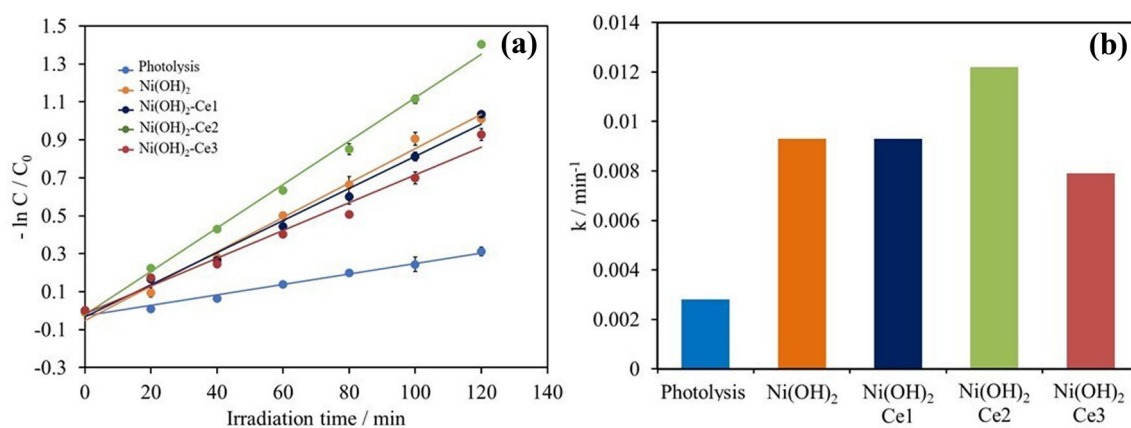 (a)
- ln C / C0
1.5
1.3
1.1
0.9
0.7
0.5
0.3
0.1
-0.1
-0.3
Photolysis
Ni(OH)2
Ni(OH)2-Ce1
Ni(OH)2-Ce2
Ni(OH)2-Ce3
0 20 40 60 80 100 120 140
Irradiation time / min
(b)
k / min-1
0.014
0.012
0.01
0.008
0.006
0.004
0.002
0
Photolysis Ni(OH)2 Ni(OH)2 Ni(OH)2 Ni(OH)2
Ce1 Ce2 Ce3